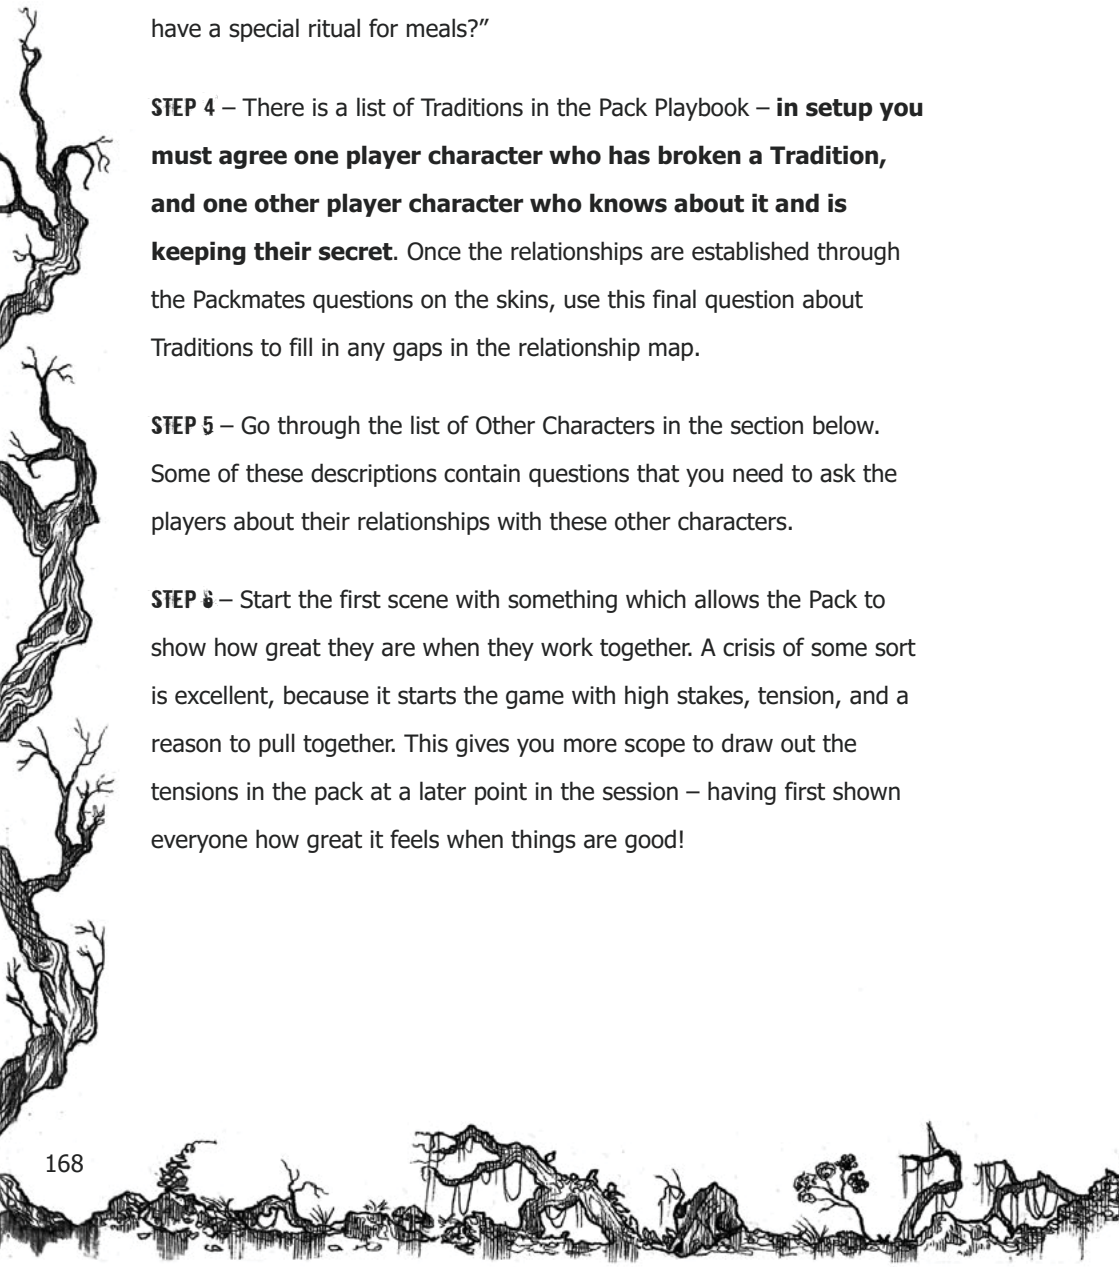 have a special ritual for meals?”
STEP 4 – There is a list of Traditions in the Pack Playbook – in setup you
must agree one player character who has broken a Tradition,
and one other player character who knows about it and is
keeping their secret. Once the relationships are established through
the Packmates questions on the skins, use this final question about
Traditions to fill in any gaps in the relationship map.
STEP 5 – Go through the list of Other Characters in the section below.
Some of these descriptions contain questions that you need to ask the
players about their relationships with these other characters.
STEP 6 – Start the first scene with something which allows the Pack to
show how great they are when they work together. A crisis of some sort
is excellent, because it starts the game with high stakes, tension, and a
reason to pull together. This gives you more scope to draw out the
tensions in the pack at a later point in the session – having first shown
everyone how great it feels when things are good!
168